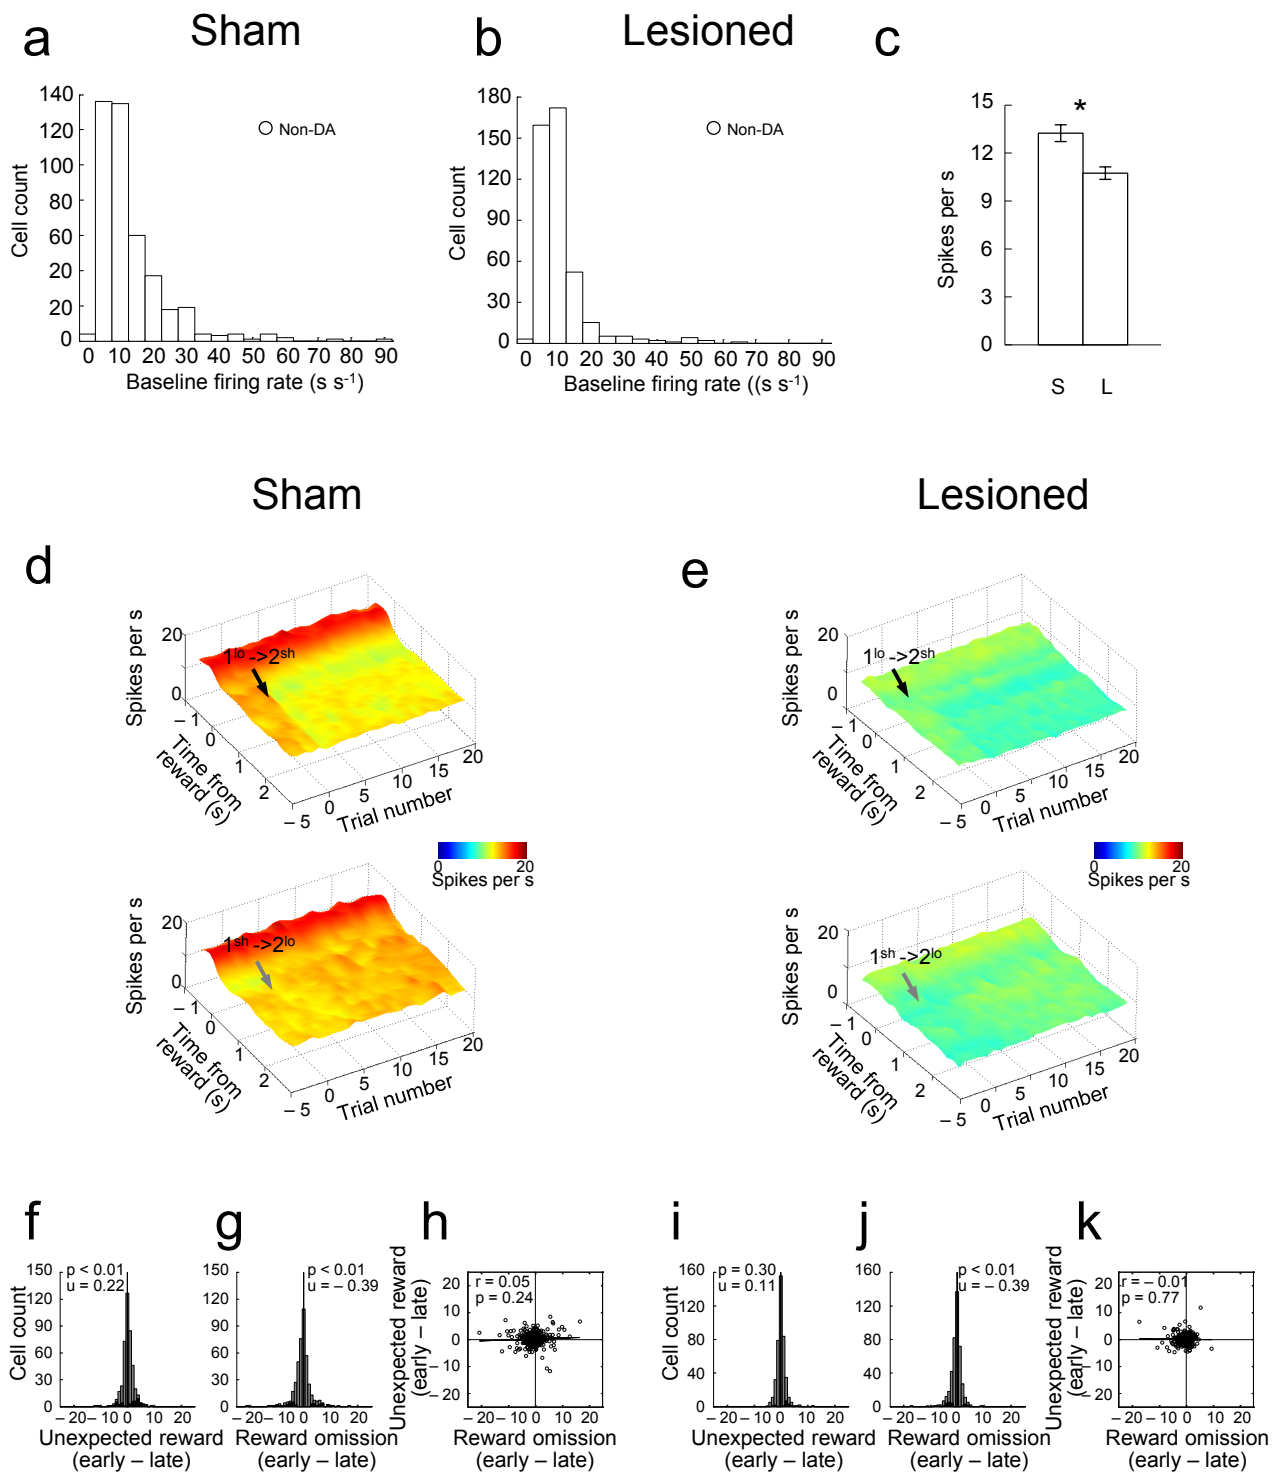 a
Sham
140
120
100
80
60
140
20
20
0
Cell count
Non-DA
0 10 20 30 40 50 60 70 80 90
Baseline firing rate (s s⁻¹)
b
Lesioned
180
150
120
90
60
30
0
Cell count
Non-DA
0 10 20 30 40 50 60 70 80 90
Baseline firing rate ((s s⁻¹)
c
15
12
9
6
3
0
Spikes per s
*
S L
Sham
d
Spikes per s
20
0
1ˡᵒ ->2ˢʰ
– 1
0
1
2
Time from
reward (s)
– 5 0 5 10 15 20
Trial number
0 20
Spikes per s
Spikes per s
20
0
1ˢʰ ->2ˡᵒ
– 1
0
1
2
Time from
reward (s)
– 5 0 5 10 15 20
Trial number
Lesioned
e
Spikes per s
20
0
1ˡᵒ ->2ˢʰ
– 1
0
1
2
Time from
reward (s)
– 5 0 5 10 15 20
Trial number
0 20
Spikes per s
Spikes per s
20
0
1ˢʰ ->2ˡᵒ
– 1
0
1
2
Time from
reward (s)
– 5 0 5 10 15 20
Trial number
f
p < 0.01
u = 0.22
150
120
90
60
30
0
Cell count
– 20 – 10 0 10 20
Unexpected reward
(early – late)
g
p < 0.01
u = – 0.39
150
120
90
60
30
0
– 20 – 10 0 10 20
Reward omission
(early – late)
h
r = 0.05
p = 0.24
20
10
0
– 10
– 20
Unexpected reward
(early – late)
– 20 – 10 0 10 20
Reward omission
(early – late)
i
p = 0.30
u = 0.11
160
120
80
40
0
Cell count
– 20 – 10 0 10 20
Unexpected reward
(early – late)
j
p < 0.01
u = – 0.39
160
120
80
40
0
– 20 – 10 0 10 20
Reward omission
(early – late)
k
r = – 0.01
p = 0.77
20
10
0
– 10
– 20
Unexpected reward
(early – late)
– 20 – 10 0 10 20
Reward omission
(early – late)